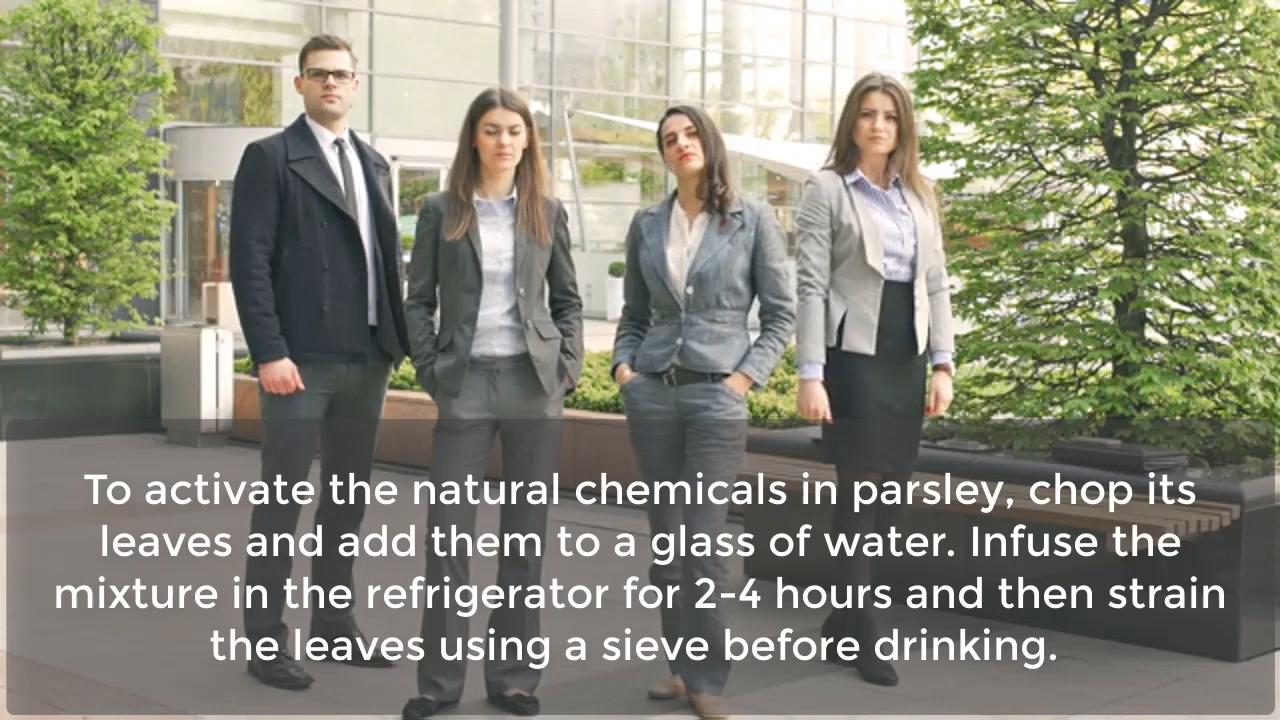 To activate the natural chemicals in parsley, chop its
leaves and add them to a glass of water. Infuse the
mixture in the refrigerator for 2-4 hours and then strain
the leaves using a sieve before drinking.